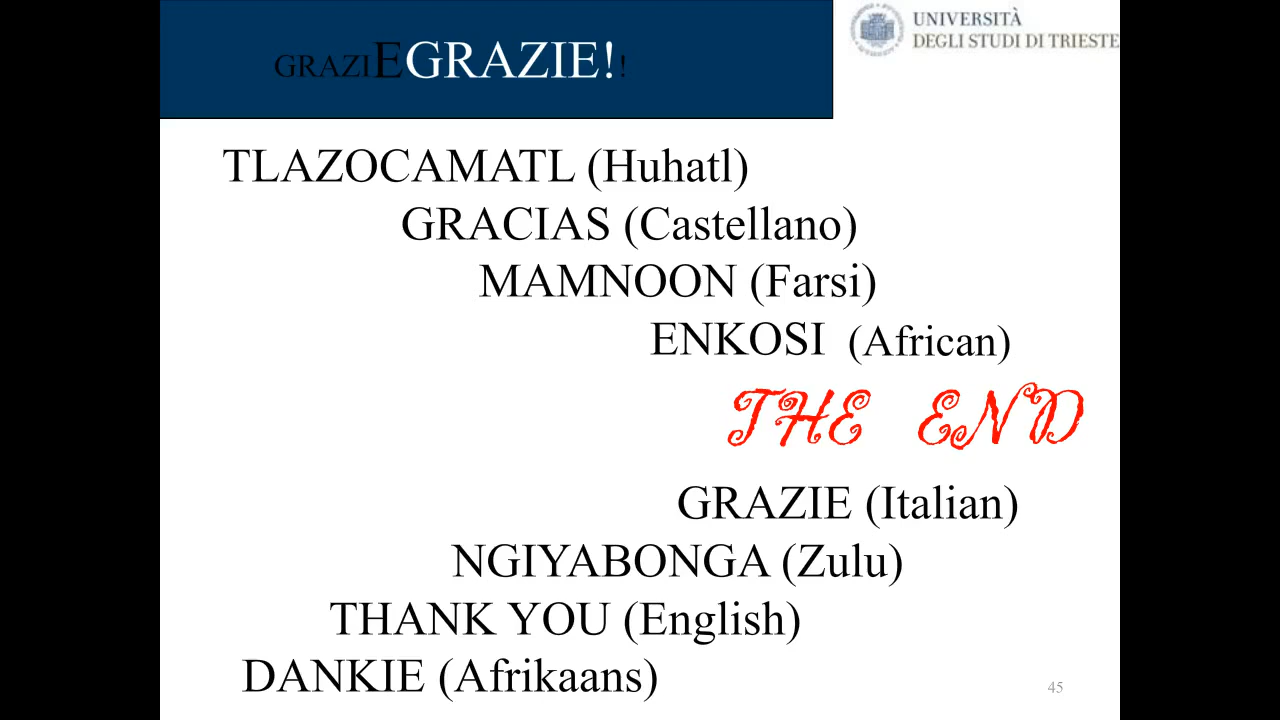 GRAZIEGRAZIE!!
UNIVERSITÀ
DEGLI STUDI DI TRIESTE
TLAZOCAMATL (Huhatl)
GRACIAS (Castellano)
MAMNOON (Farsi)
ENKOSI (African)
THE END
GRAZIE (Italian)
NGIYABONGA (Zulu)
THANK YOU (English)
DANKIE (Afrikaans)
45